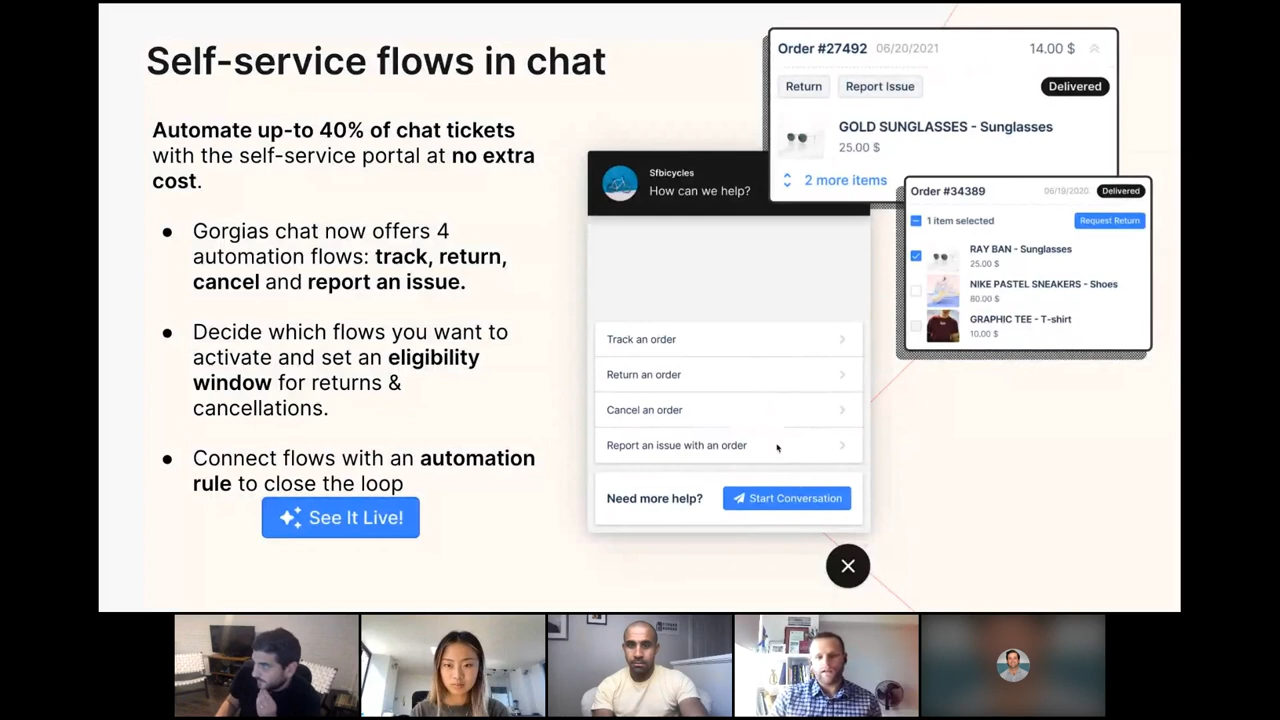 Self-service flows in chat
Automate up-to 40% of chat tickets
with the self-service portal at no extra
cost.
● Gorgias chat now offers 4
automation flows: track, return,
cancel and report an issue.
● Decide which flows you want to
activate and set an eligibility
window for returns &
cancellations.
● Connect flows with an automation
rule to close the loop
See It Live!
Sfbicycles
How can we help?
Track an order
Return an order
Cancel an order
Report an issue with an order
Need more help? Start Conversation
Order #27492 06/20/2021 14.00 $
Return Report Issue Delivered
GOLD SUNGLASSES - Sunglasses
25.00 $
2 more items
Order #34389 06/19/2020 Delivered
1 item selected Request Return
RAY BAN - Sunglasses
25.00 $
NIKE PASTEL SNEAKERS - Shoes
80.00 $
GRAPHIC TEE - T-shirt
10.00 $